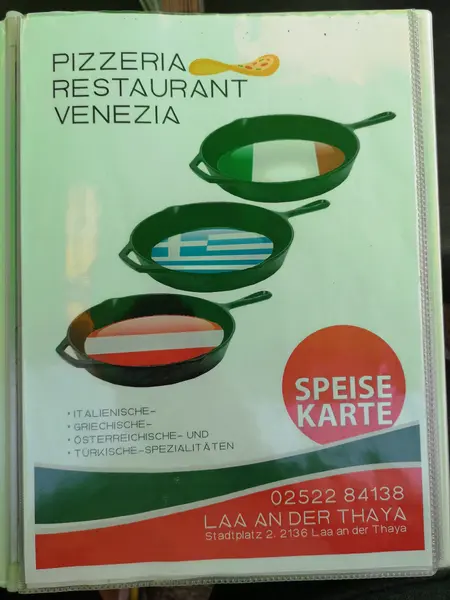 PIZZERIA
RESTAURANT
VENEZIA
SPEISE
KARTE
• ITALIENISCHE-
• GRIECHISCHE-
• ÖSTERREICHISCHE- UND
• TÜRKISCHE-SPEZIALITÄTEN
02522 84138
LAA AN DER THAYA
Stadtplatz 2, 2136 Laa an der Thaya